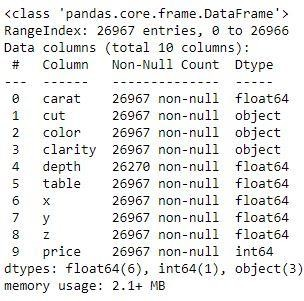 <class 'pandas.core.frame.DataFrame'>
RangeIndex: 26967 entries, 0 to 26966
Data columns (total 10 columns):
 #   Column   Non-Null Count  Dtype
---  ------   --------------  -----
 0   carat    26967 non-null  float64
 1   cut      26967 non-null  object
 2   color    26967 non-null  object
 3   clarity  26967 non-null  object
 4   depth    26270 non-null  float64
 5   table    26967 non-null  float64
 6   x        26967 non-null  float64
 7   y        26967 non-null  float64
 8   z        26967 non-null  float64
 9   price    26967 non-null  int64
dtypes: float64(6), int64(1), object(3)
memory usage: 2.1+ MB